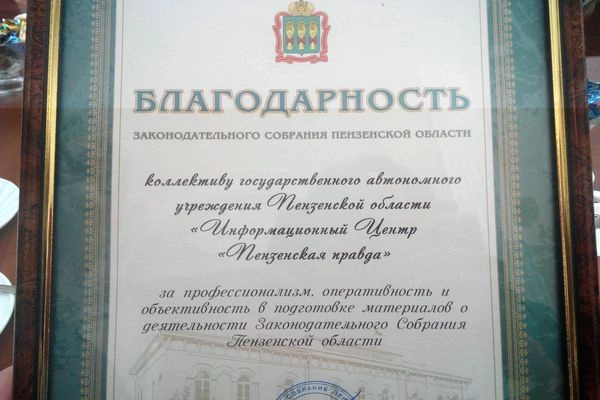 БЛАГОДАРНОСТЬ
ЗАКОНОДАТЕЛЬНОГО СОБРАНИЯ ПЕНЗЕНСКОЙ ОБЛАСТИ
коллективу государственного автономного
учреждения Пензенской области
«Информационный Центр
«Пензенская правда»
за профессионализм, оперативность и
объективность в подготовке материалов о
деятельности Законодательного Собрания
Пензенской области
СОБРАНИЕ